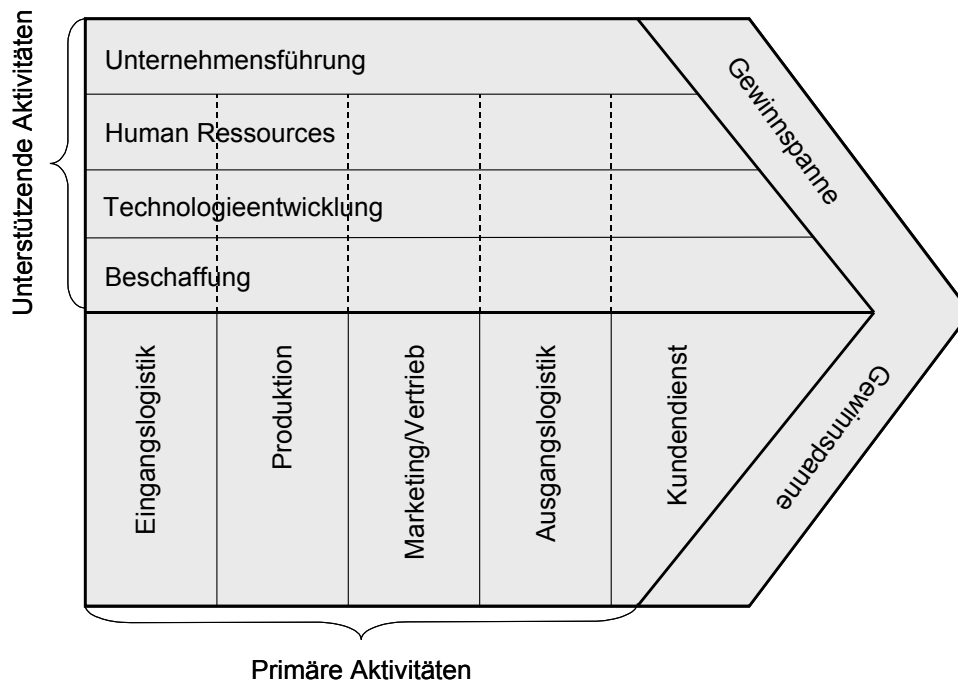 Unterstützende Aktivitäten
Unternehmensführung
Human Ressources
Technologieentwicklung
Beschaffung
Gewinnspanne
Eingangslogistik
Produktion
Marketing/Vertrieb
Ausgangslogistik
Kundendienst
Gewinnspanne
Primäre Aktivitäten